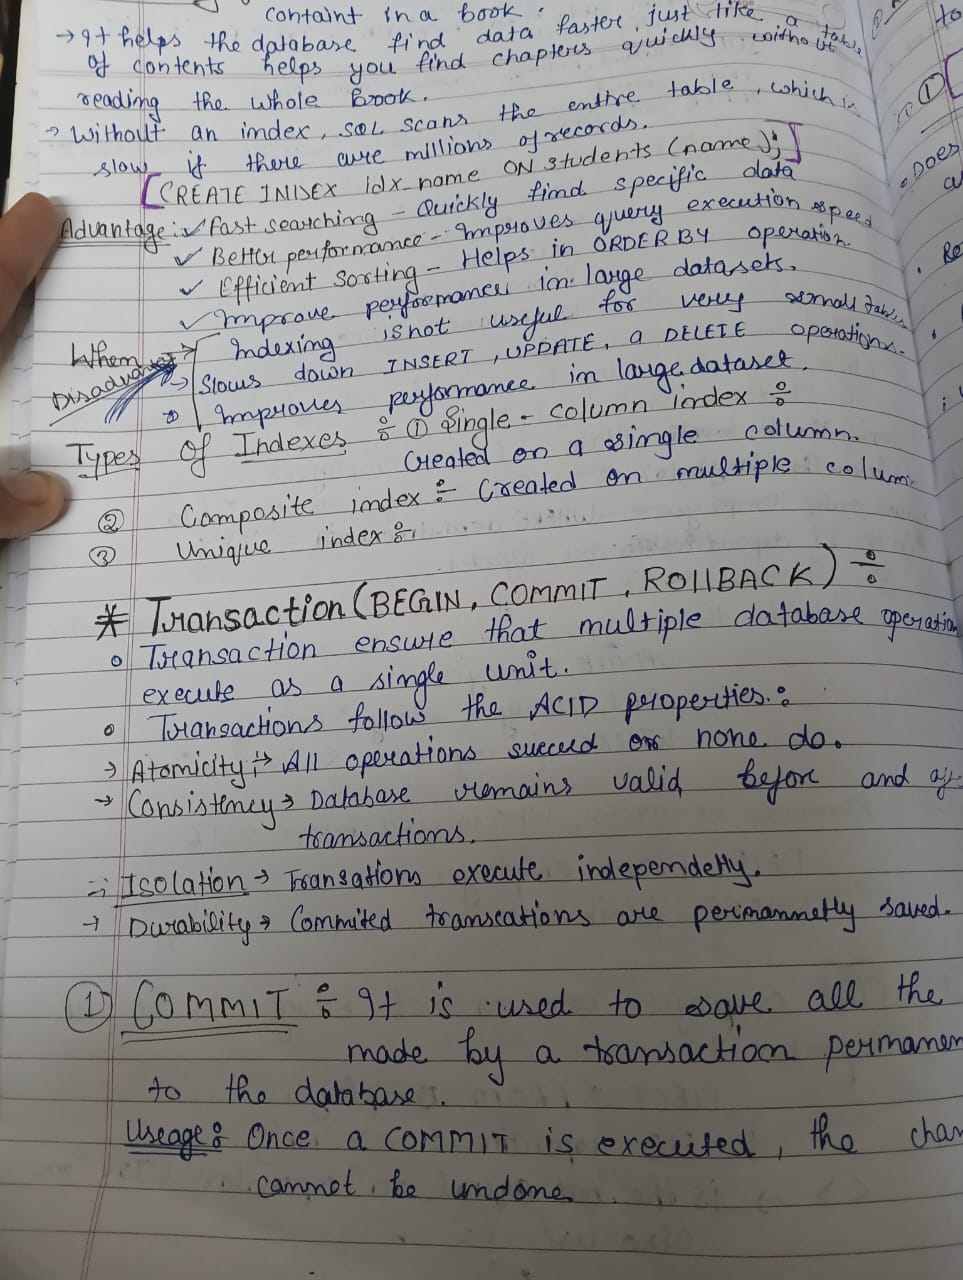 containt in a book.
→ It helps the database find data faster, just like a table
of contents helps you find chapters quickly without
reading the whole Book.
→ Without an index, SQL scans the entire table, which is
slow if there are millions of records.
[CREATE INDEX idx_name ON students (name);]
Advantage: ✓ Fast searching - Quickly find specific data
✓ Better performance - Improves query execution speed
✓ Efficient Sorting - Helps in ORDER BY operation.
✓ Improve performance in large datasets.
When → Indexing is not useful for very small tables
Disadvantages → Slows down INSERT, UPDATE, & DELETE operations.
→ Improves performance in large dataset.
Types of Indexes : ① Single-column index :
Created on a single column.
② Composite index :- Created on multiple colum
③ Unique index :
* Transaction (BEGIN, COMMIT, ROllBACK) :
• Transaction ensure that multiple database operation
execute as a single unit.
• Transactions follow the ACID properties :
→ Atomicity → All operations succeed or none do.
→ Consistency → Database remains valid before and af
transactions.
→ Isolation → Transations execute independetly.
→ Durability → Commited transcations are perimannetly saved.
① COMMIT : It is used to save all the
made by a transaction permanen
to the database.
Useage : Once a COMMIT is executed, the chan
cannot be undone
to
①
• DOES
a
• Re